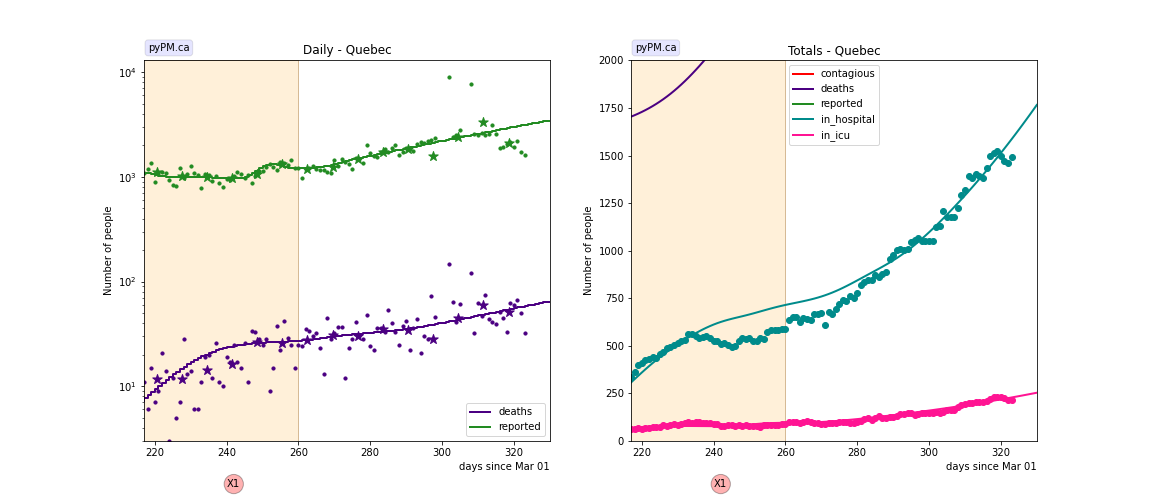 pyPM.ca
Daily - Quebec
Number of people
10⁴
10³
10²
10¹
220 240 260 280 300 320
days since Mar 01
deaths
reported
X1
pyPM.ca
Totals - Quebec
Number of people
2000
1750
1500
1250
1000
750
500
250
0
220 240 260 280 300 320
days since Mar 01
contagious
deaths
reported
in_hospital
in_icu
X1